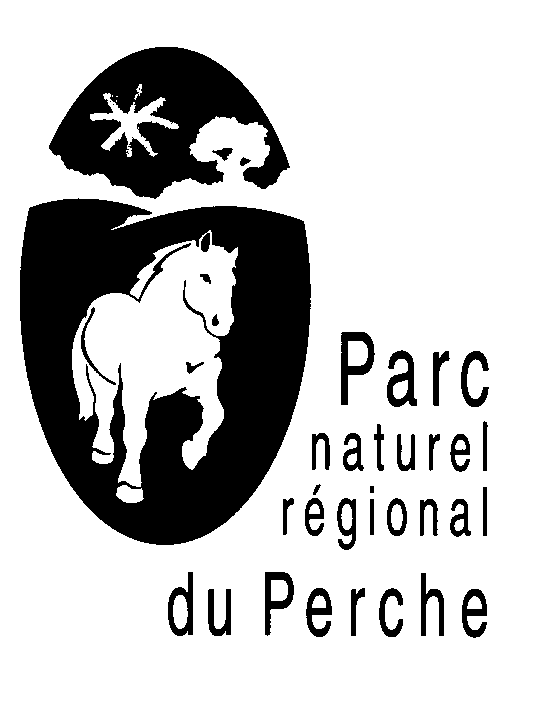 Parc
naturel
régional
du Perche